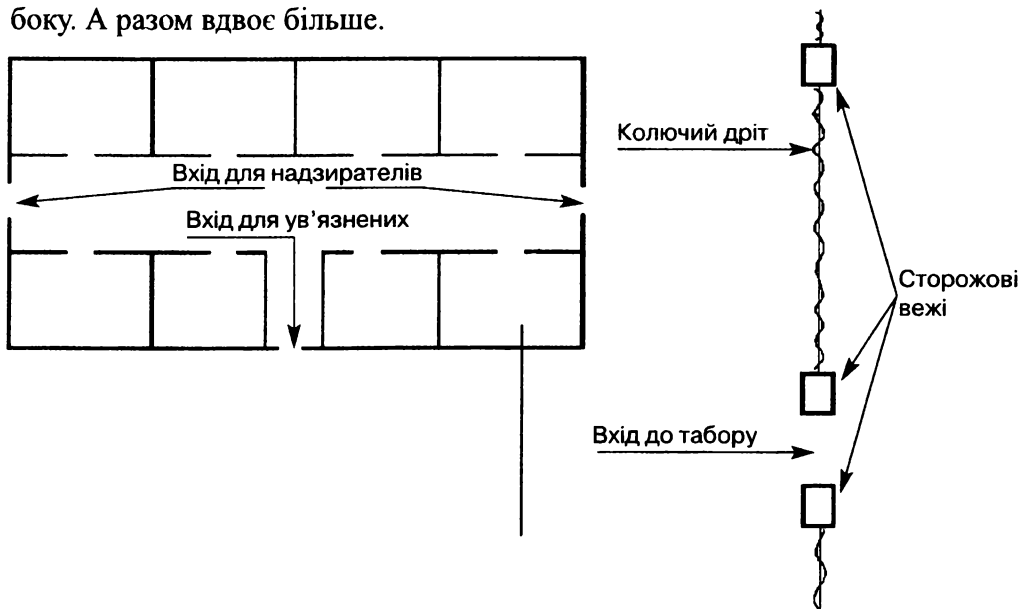 боку. А разом вдвоє більше.
Колючий дріт
Вхід для надзирателів
Вхід для ув’язнених
Сторожові
вежі
Вхід до табору